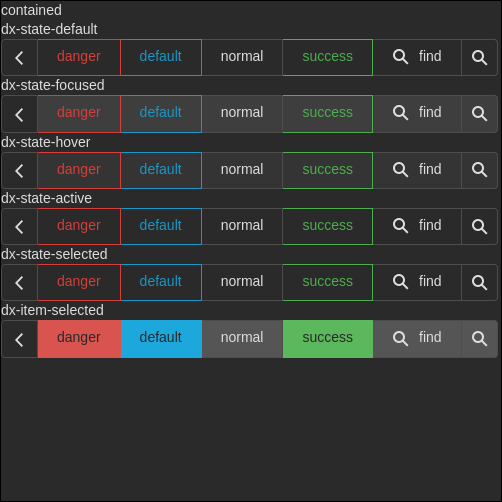 contained
dx-state-default
danger default normal success find
dx-state-focused
danger default normal success find
dx-state-hover
danger default normal success find
dx-state-active
danger default normal success find
dx-state-selected
danger default normal success find
dx-item-selected
danger default normal success find